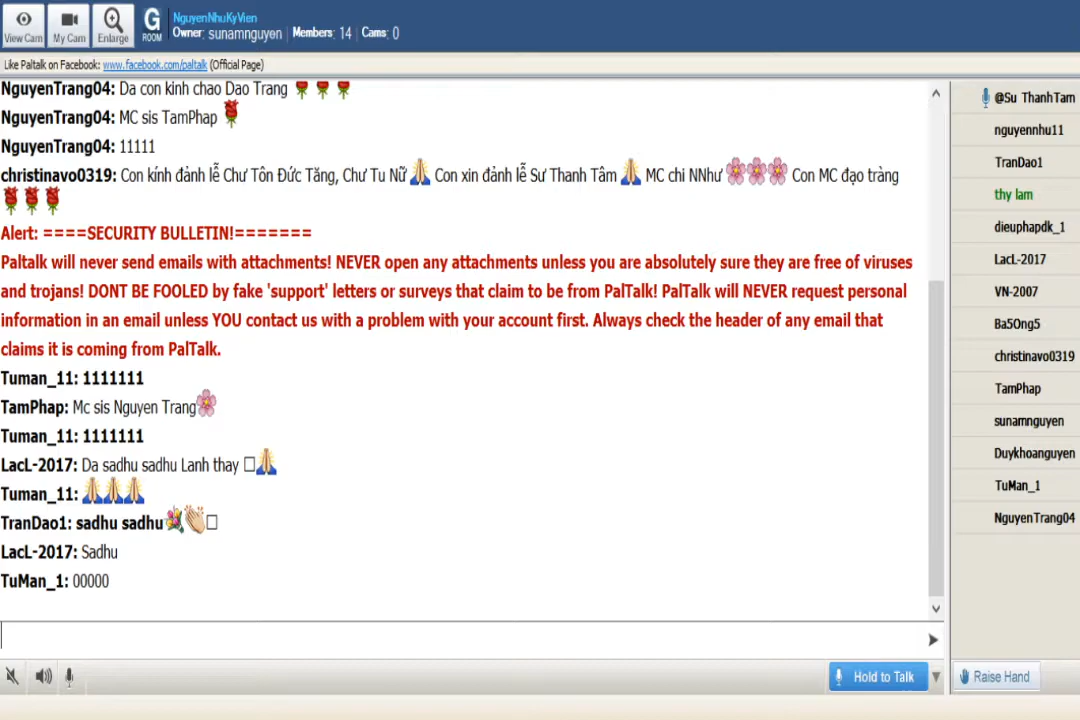 View Cam
My Cam
Enlarge
G
ROOM
NguyenNhuKyVien
Owner: sunamnguyen | Members: 14 | Cams: 0
Like Paltalk on Facebook: www.facebook.com/paltalk (Official Page)
NguyenTrang04: Da con kinh chao Dao Trang 🌹🌹🌹
NguyenTrang04: MC sis TamPhap 🌹
NguyenTrang04: 11111
christinavo0319: Con kính đảnh lễ Chư Tôn Đức Tăng, Chư Tu Nữ🙏 Con xin đảnh lễ Sư Thanh Tâm 🙏 MC chi NNhư 🌸🌸🌸 Con MC đạo tràng
🌹🌹🌹
Alert: ====SECURITY BULLETIN!=======
Paltalk will never send emails with attachments! NEVER open any attachments unless you are absolutely sure they are free of viruses
and trojans! DONT BE FOOLED by fake 'support' letters or surveys that claim to be from PalTalk! PalTalk will NEVER request personal
information in an email unless YOU contact us with a problem with your account first. Always check the header of any email that
claims it is coming from PalTalk.
Tuman_11: 1111111
TamPhap: Mc sis Nguyen Trang🌸
Tuman_11: 1111111
LacL-2017: Da sadhu sadhu Lanh thay □🙏
Tuman_11: 🙏🙏🙏
TranDao1: sadhu sadhu💐👏□
LacL-2017: Sadhu
TuMan_1: 00000
Hold to Talk
@Su ThanhTam
nguyennhu11
TranDao1
thy lam
dieuphapdk_1
LacL-2017
VN-2007
Ba5Ong5
christinavo0319
TamPhap
sunamnguyen
Duykhoanguyen
TuMan_1
NguyenTrang04
Raise Hand